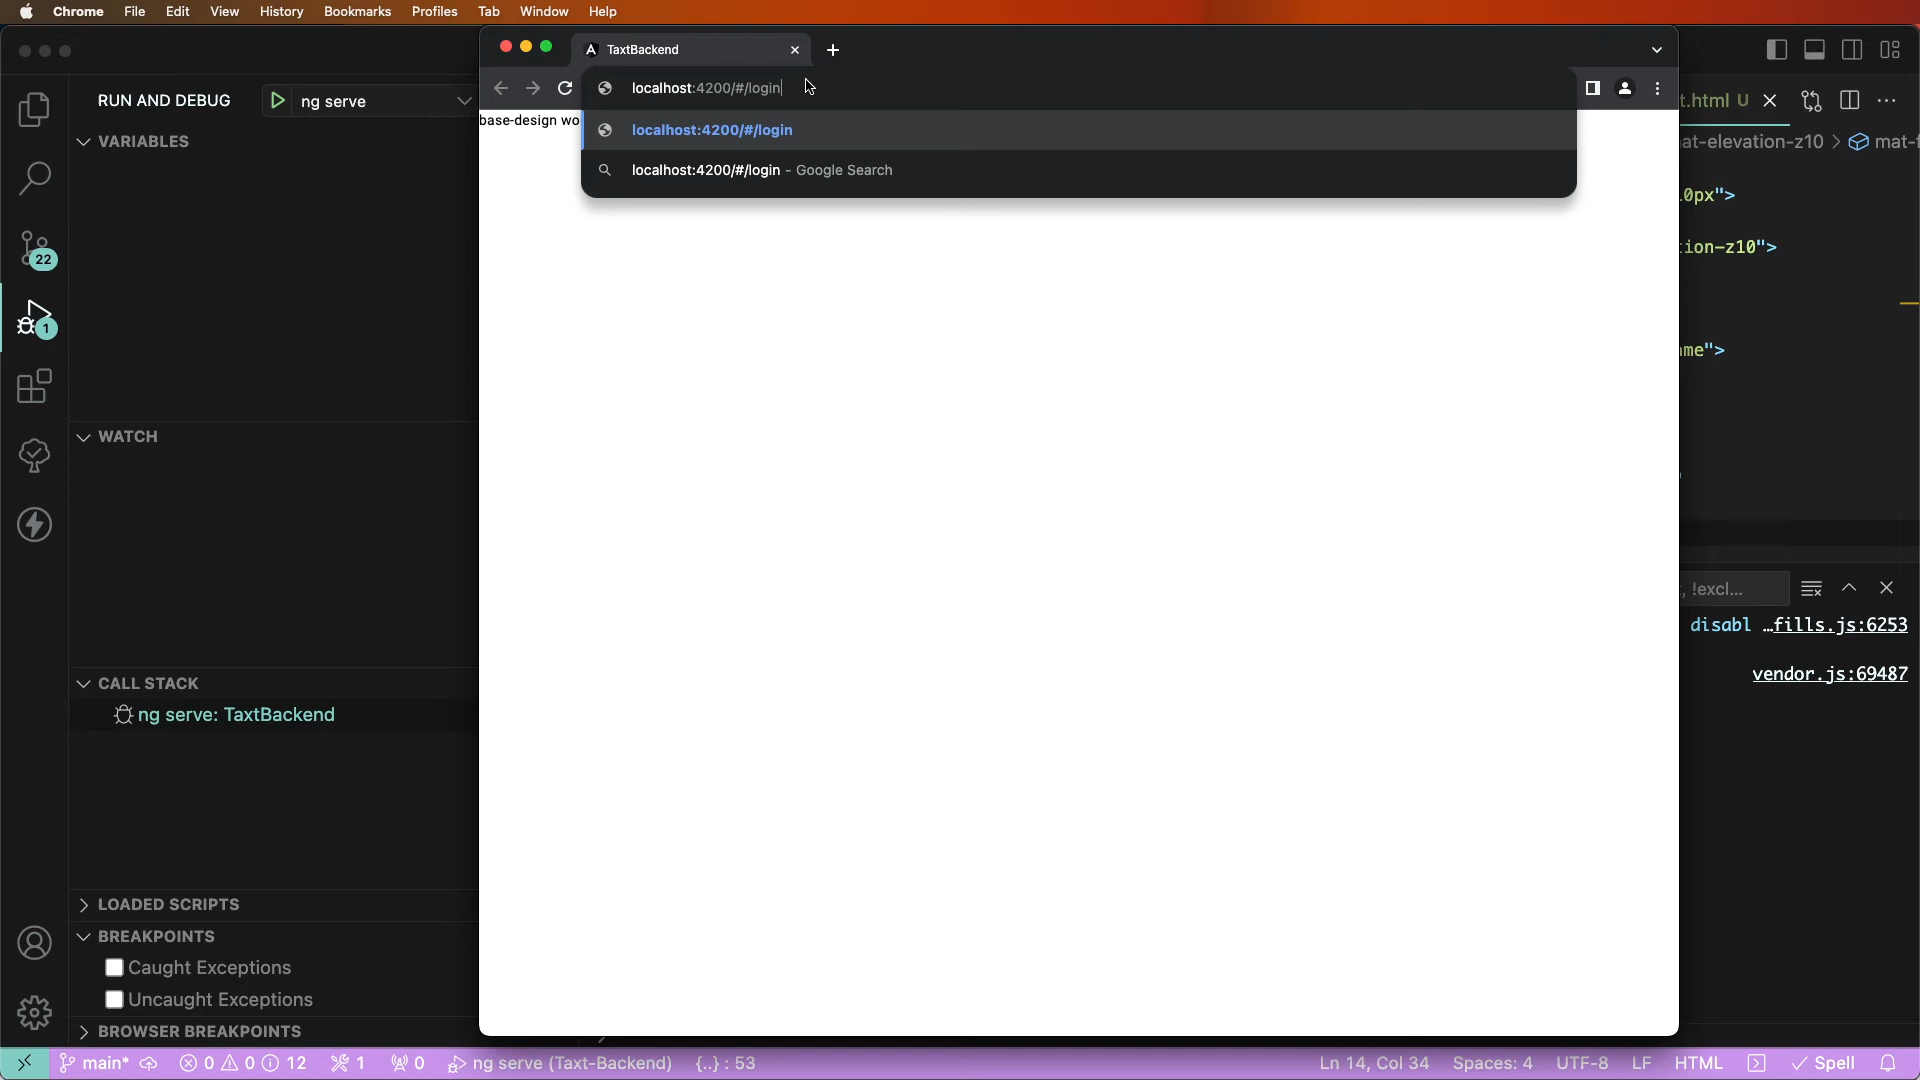 Chrome File Edit View History Bookmarks Profiles Tab Window Help
TaxtBackend
localhost:4200/#/login
RUN AND DEBUG ng serve
.html U
base-design wo
localhost:4200/#/login
localhost:4200/#/login - Google Search
VARIABLES
at-elevation-z10 > mat-f
0px">
ion-z10">
22
1
me">
WATCH
, !excl...
disabl …fills.js:6253
vendor.js:69487
CALL STACK
ng serve: TaxtBackend
LOADED SCRIPTS
BREAKPOINTS
Caught Exceptions
Uncaught Exceptions
BROWSER BREAKPOINTS
main* 0 0 12 1 0 ng serve (Taxt-Backend) {..} : 53 Ln 14, Col 34 Spaces: 4 UTF-8 LF HTML Spell